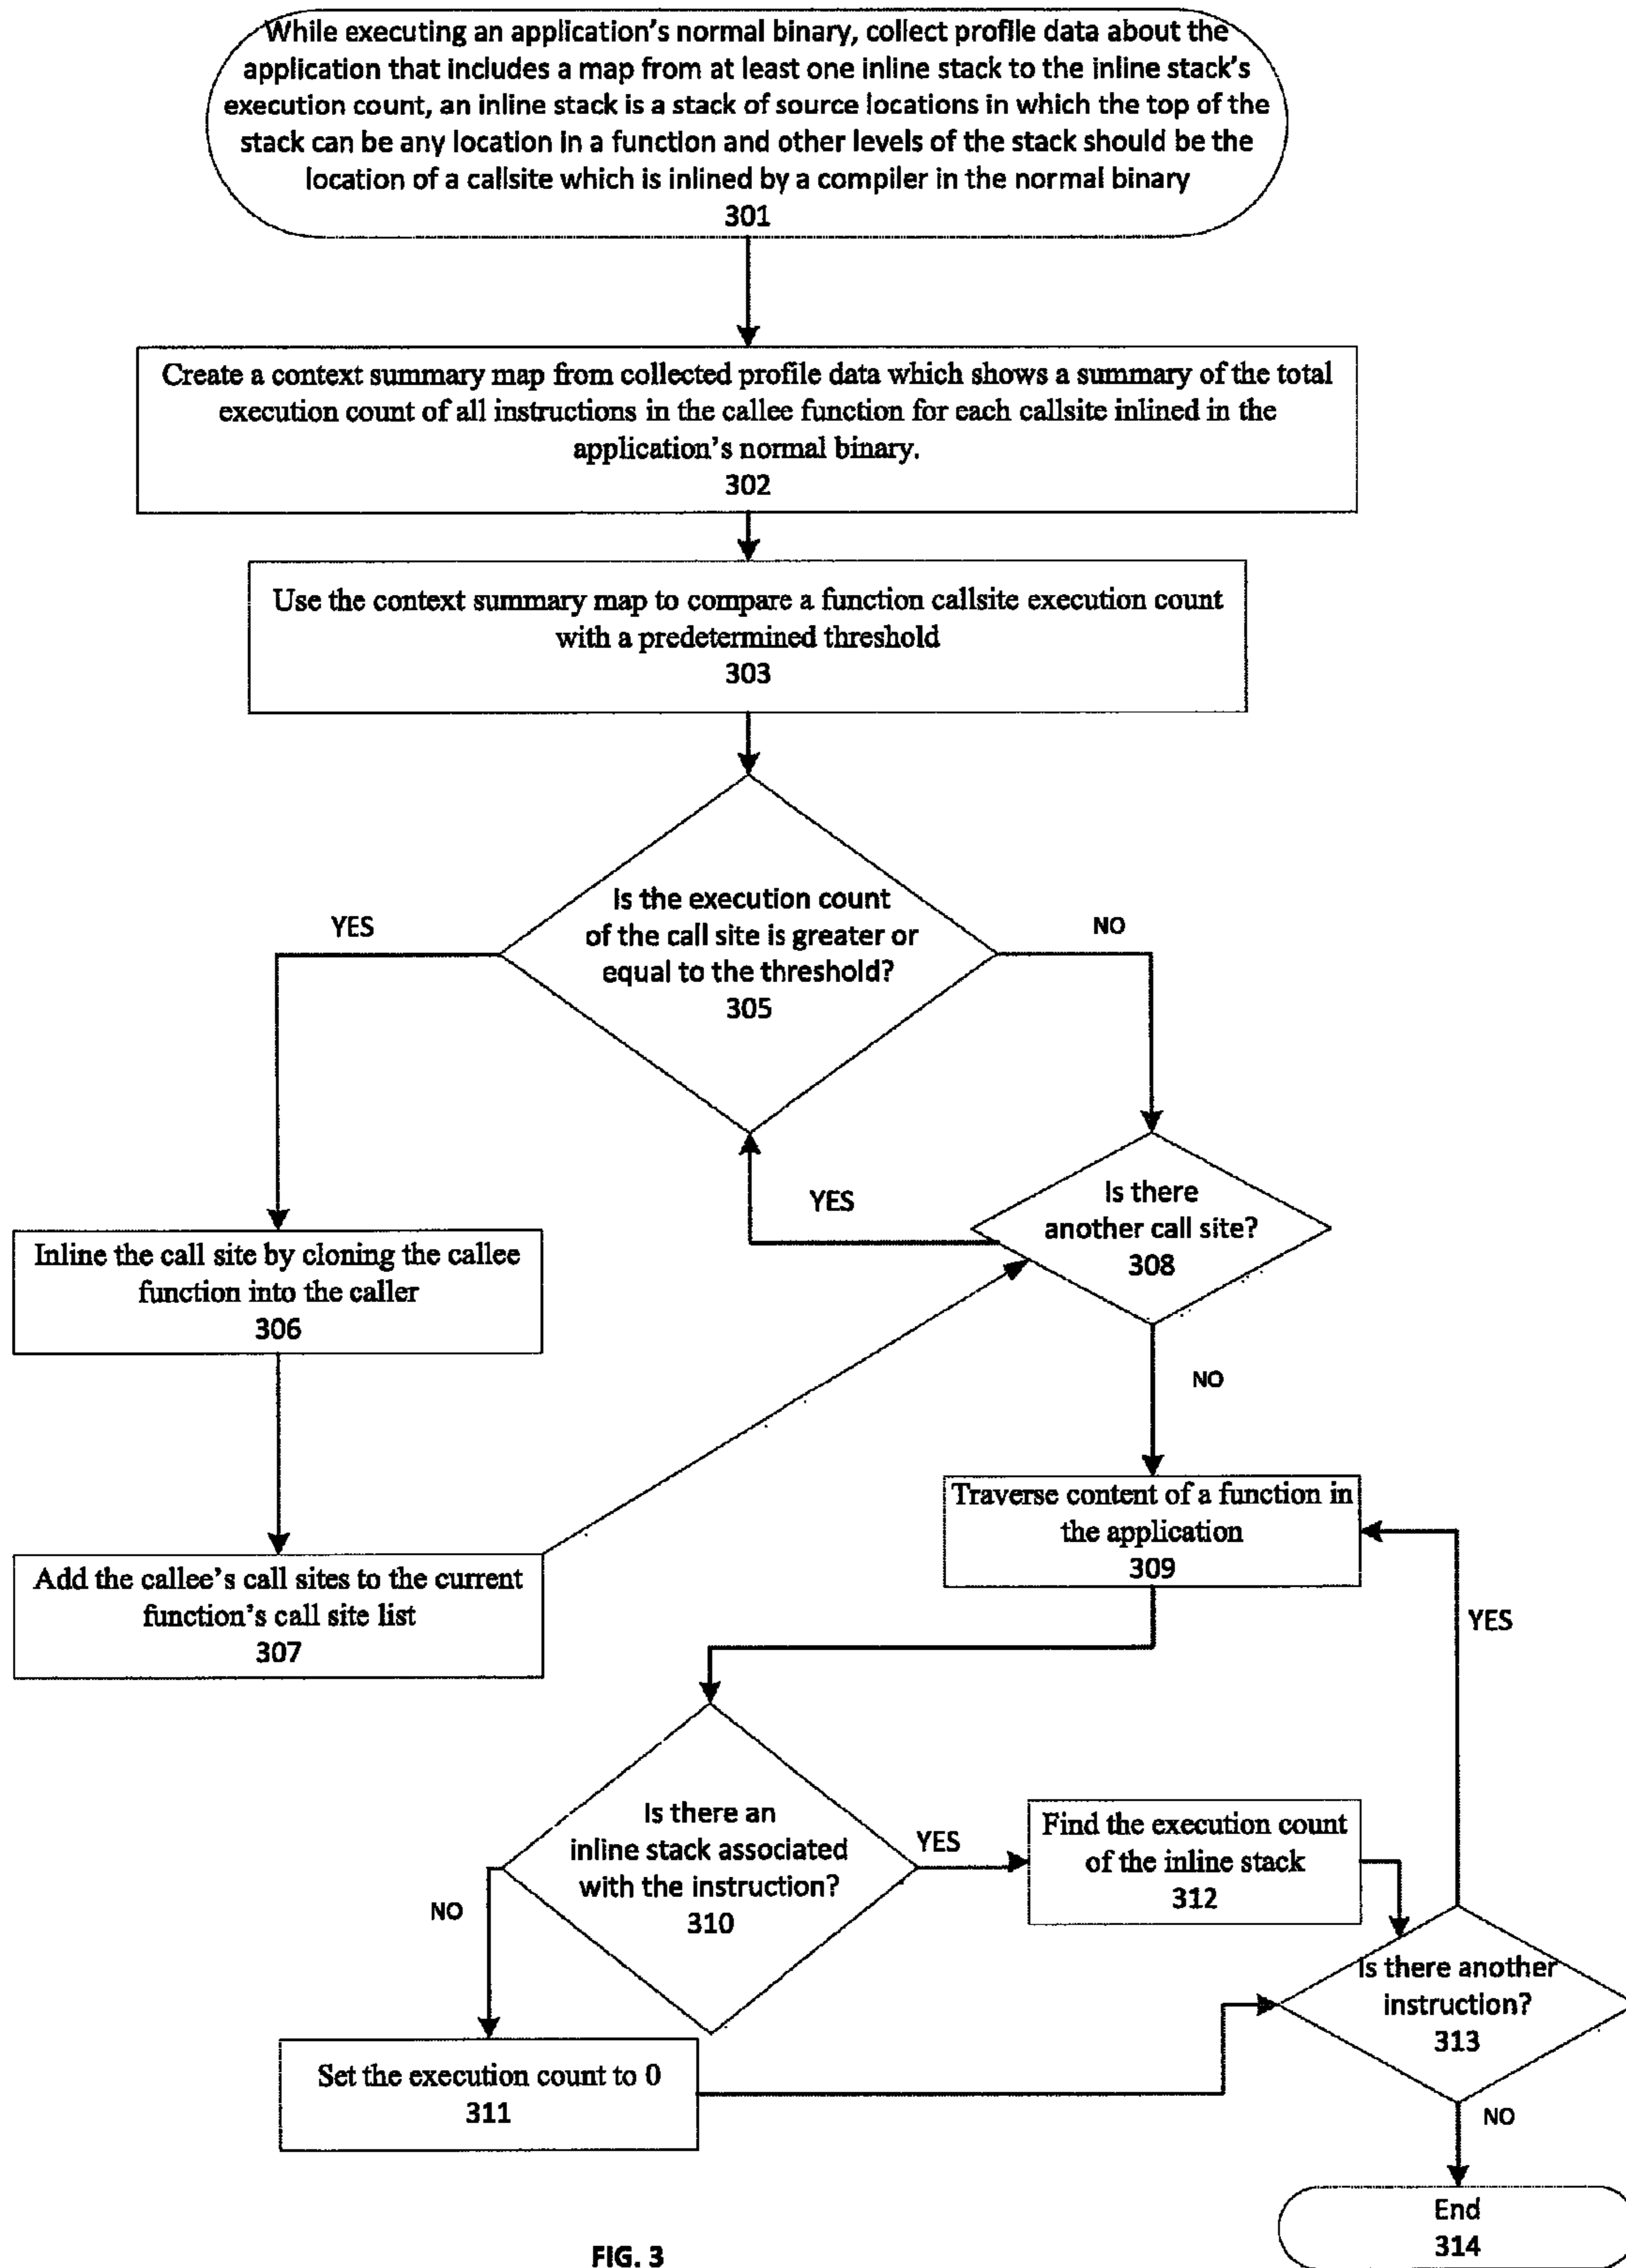 While executing an application's normal binary, collect profile data about the
application that includes a map from at least one inline stack to the inline stack's
execution count, an inline stack is a stack of source locations in which the top of the
stack can be any location in a function and other levels of the stack should be the
location of a callsite which is inlined by a compiler in the normal binary
301
Create a context summary map from collected profile data which shows a summary of the total
execution count of all instructions in the callee function for each callsite inlined in the
application's normal binary.
302
Use the context summary map to compare a function callsite execution count
with a predetermined threshold
303
Is the execution count
of the call site is greater or
equal to the threshold?
305
YES
NO
Inline the call site by cloning the callee
function into the caller
306
YES
Is there
another call site?
308
NO
Add the callee's call sites to the current
function's call site list
307
Traverse content of a function in
the application
309
YES
Is there an
inline stack associated
with the instruction?
310
YES
NO
Find the execution count
of the inline stack
312
Is there another
instruction?
313
Set the execution count to 0
311
NO
End
314
FIG. 3